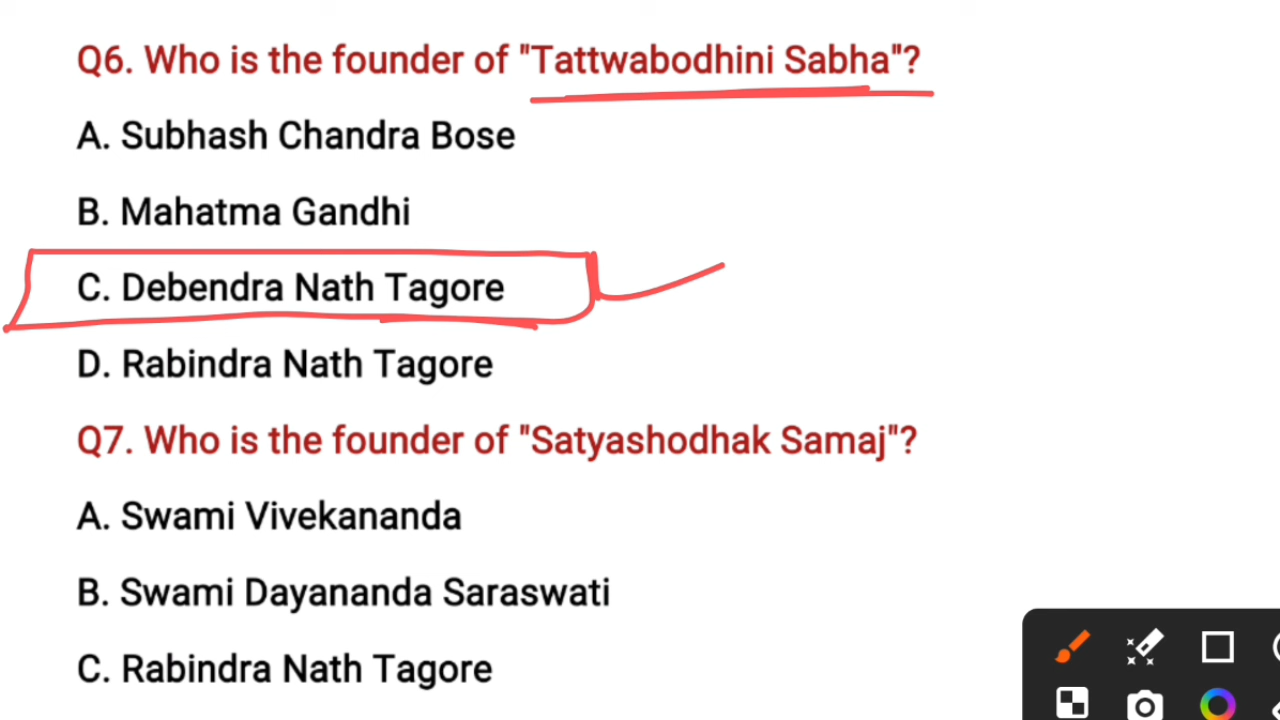 Q6. Who is the founder of "Tattwabodhini Sabha"?
A. Subhash Chandra Bose
B. Mahatma Gandhi
C. Debendra Nath Tagore
D. Rabindra Nath Tagore
Q7. Who is the founder of "Satyashodhak Samaj"?
A. Swami Vivekananda
B. Swami Dayananda Saraswati
C. Rabindra Nath Tagore